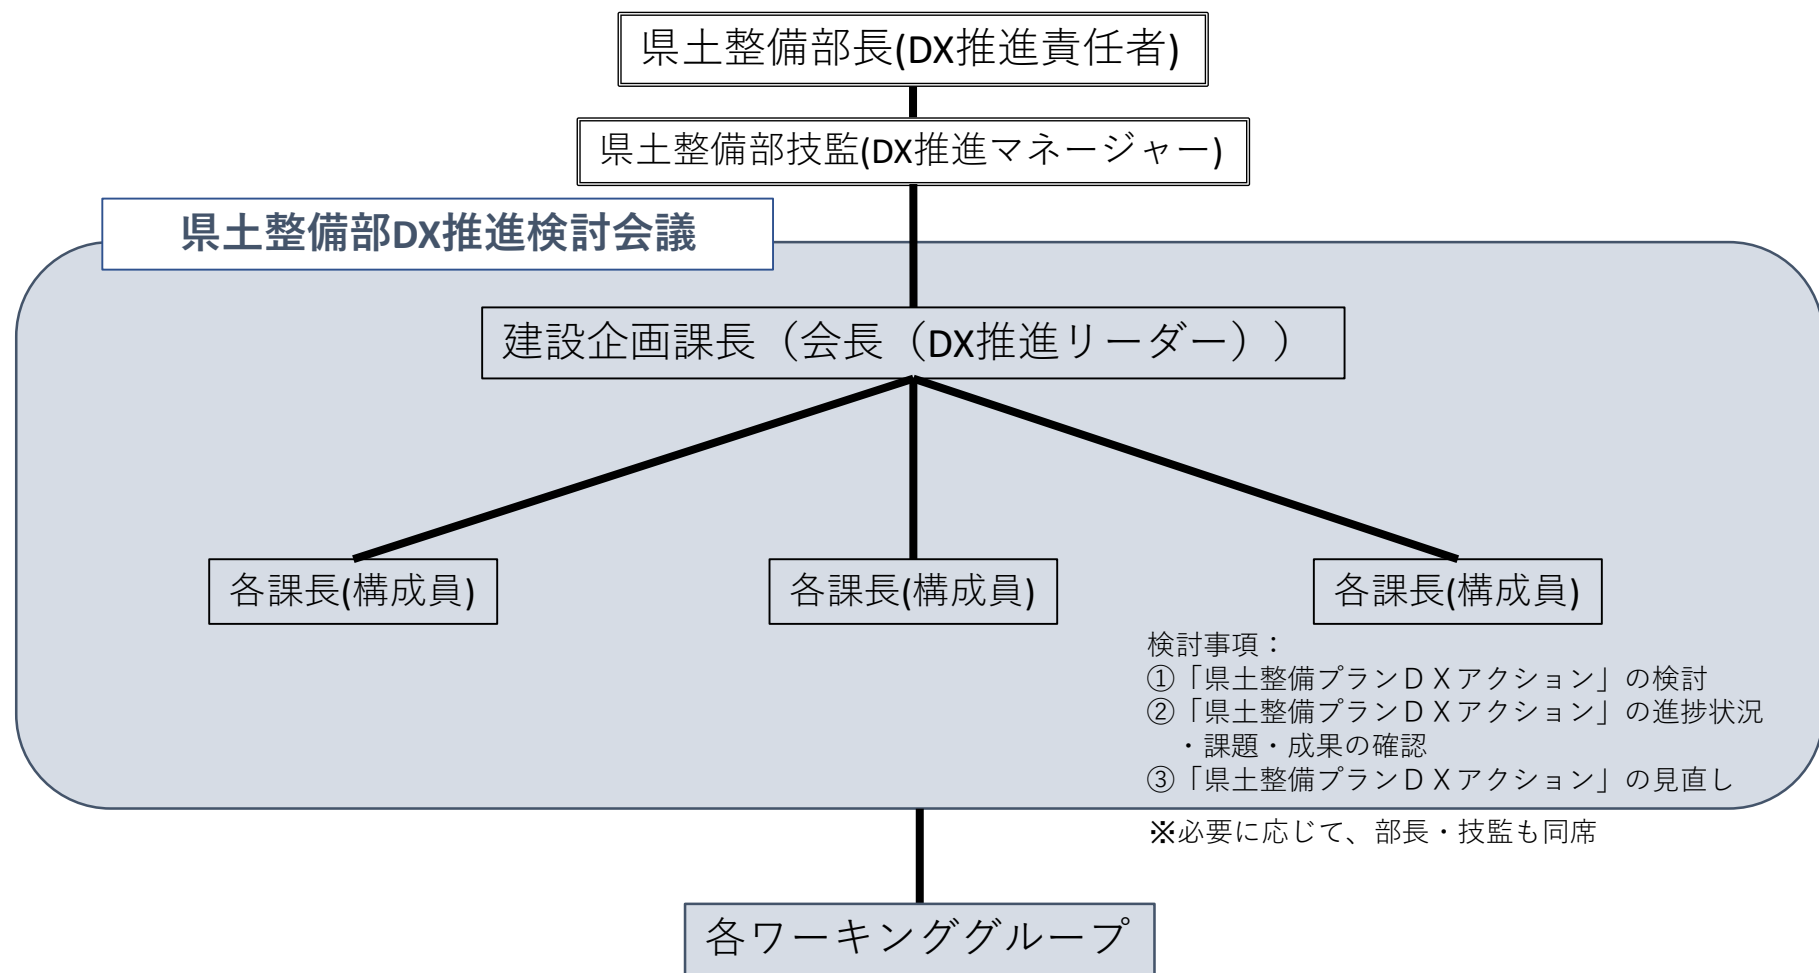 県土整備部長(DX推進責任者)
県土整備部技監(DX推進マネージャー)
県土整備部DX推進検討会議
建設企画課長（会長（DX推進リーダー））
各課長(構成員)
各課長(構成員)
各課長(構成員)
検討事項：
①「県土整備プランＤＸアクション」の検討
②「県土整備プランＤＸアクション」の進捗状況
・課題・成果の確認
③「県土整備プランＤＸアクション」の見直し
※必要に応じて、部長・技監も同席
各ワーキンググループ